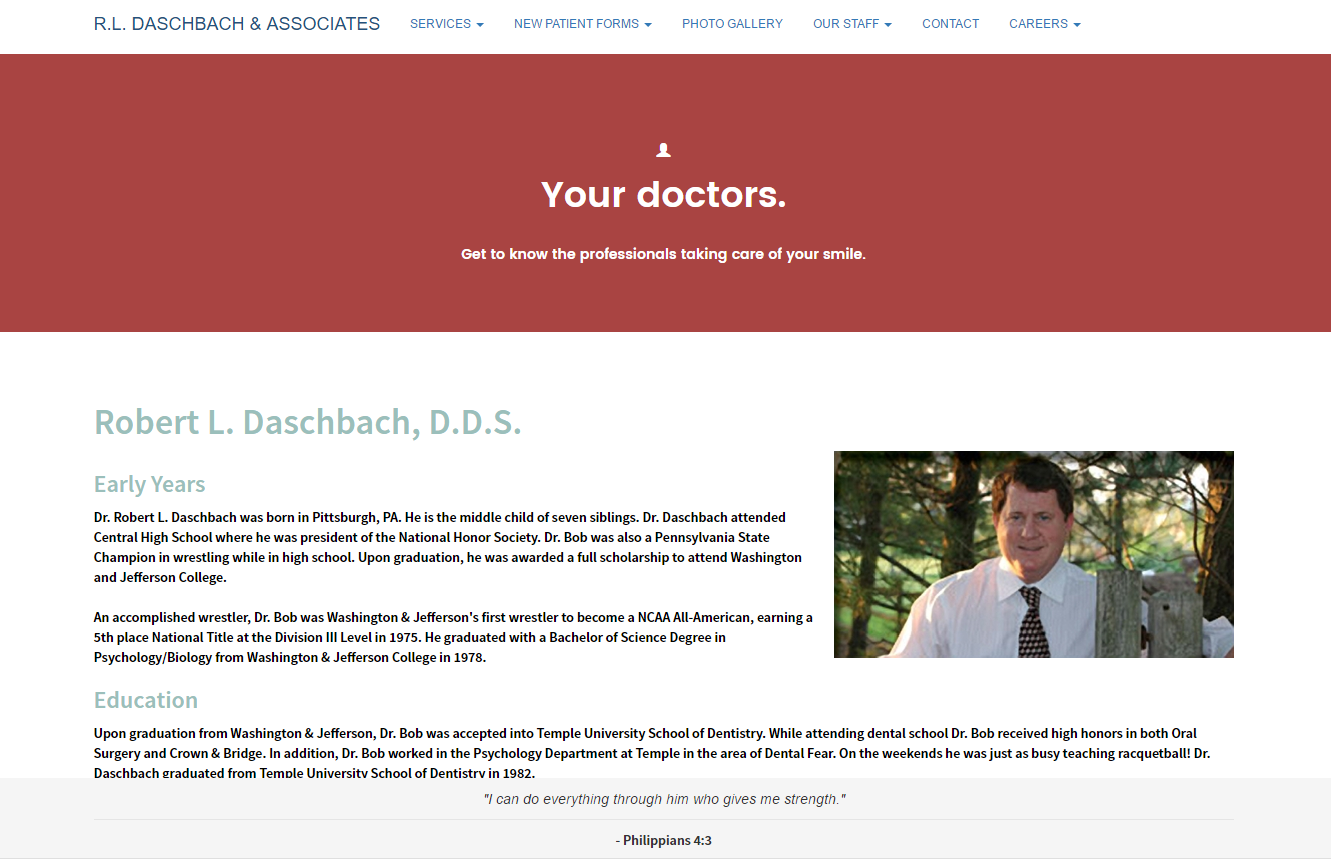 R.L. DASCHBACH & ASSOCIATES SERVICES NEW PATIENT FORMS PHOTO GALLERY OUR STAFF CONTACT CAREERS
Your doctors.
Get to know the professionals taking care of your smile.
Robert L. Daschbach, D.D.S.
Early Years
Dr. Robert L. Daschbach was born in Pittsburgh, PA. He is the middle child of seven siblings. Dr. Daschbach attended
Central High School where he was president of the National Honor Society. Dr. Bob was also a Pennsylvania State
Champion in wrestling while in high school. Upon graduation, he was awarded a full scholarship to attend Washington
and Jefferson College.
An accomplished wrestler, Dr. Bob was Washington & Jefferson's first wrestler to become a NCAA All-American, earning a
5th place National Title at the Division III Level in 1975. He graduated with a Bachelor of Science Degree in
Psychology/Biology from Washington & Jefferson College in 1978.
Education
Upon graduation from Washington & Jefferson, Dr. Bob was accepted into Temple University School of Dentistry. While attending dental school Dr. Bob received high honors in both Oral
Surgery and Crown & Bridge. In addition, Dr. Bob worked in the Psychology Department at Temple in the area of Dental Fear. On the weekends he was just as busy teaching racquetball! Dr.
Daschbach graduated from Temple University School of Dentistry in 1982.
"I can do everything through him who gives me strength."
- Philippians 4:3